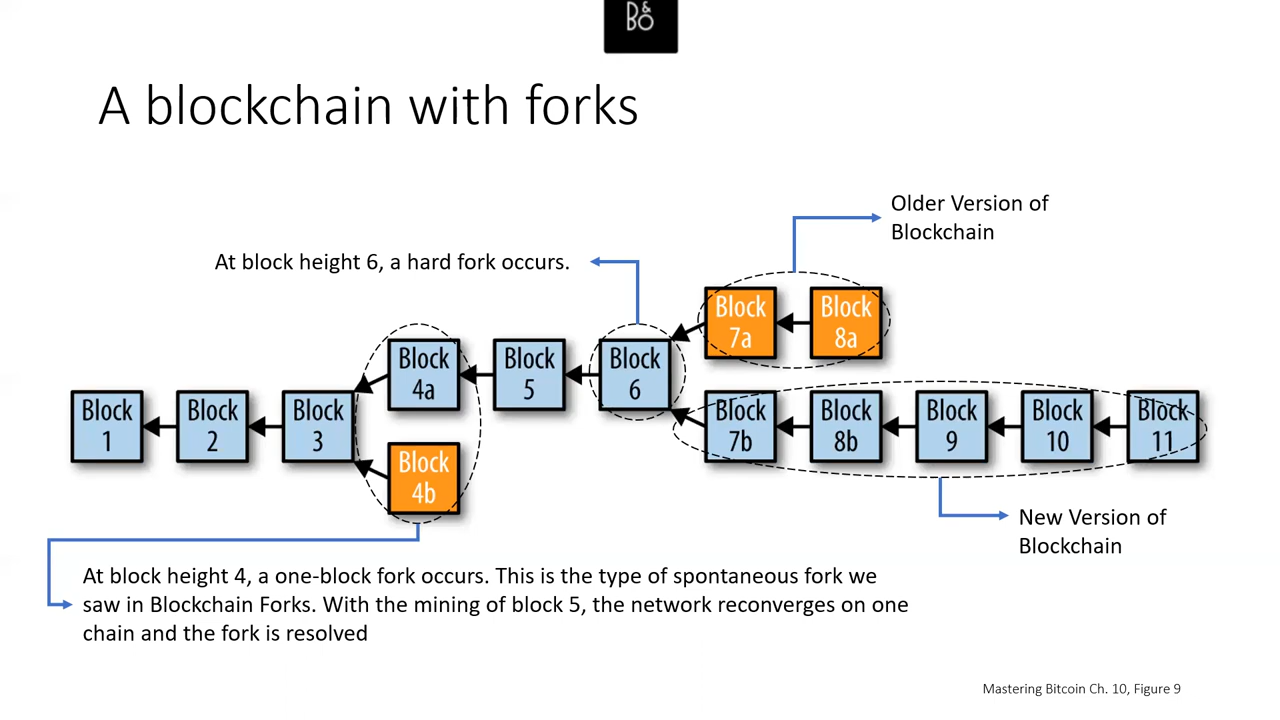 D&
BO
A blockchain with forks
Older Version of
Blockchain
At block height 6, a hard fork occurs.
Block
7a
Block
8a
Block
4a
Block
5
Block
6
Block
1
Block
2
Block
3
Block
7b
Block
8b
Block
9
Block
10
Block
11
Block
4b
New Version of
Blockchain
At block height 4, a one-block fork occurs. This is the type of spontaneous fork we
saw in Blockchain Forks. With the mining of block 5, the network reconverges on one
chain and the fork is resolved
Mastering Bitcoin Ch. 10, Figure 9